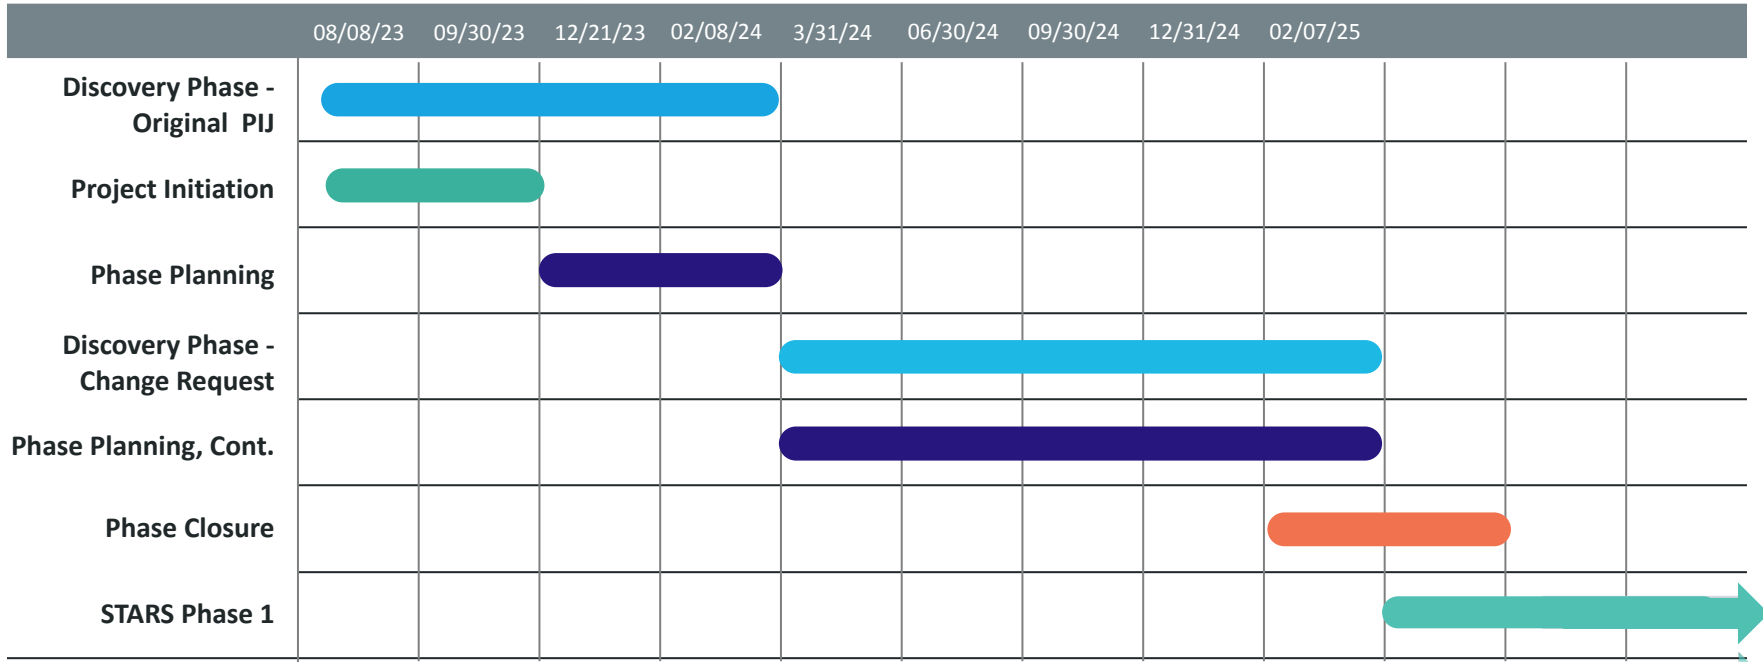 08/08/23 09/30/23 12/21/23 02/08/24 3/31/24 06/30/24 09/30/24 12/31/24 02/07/25
Discovery Phase -
Original PIJ
Project Initiation
Phase Planning
Discovery Phase -
Change Request
Phase Planning, Cont.
Phase Closure
STARS Phase 1